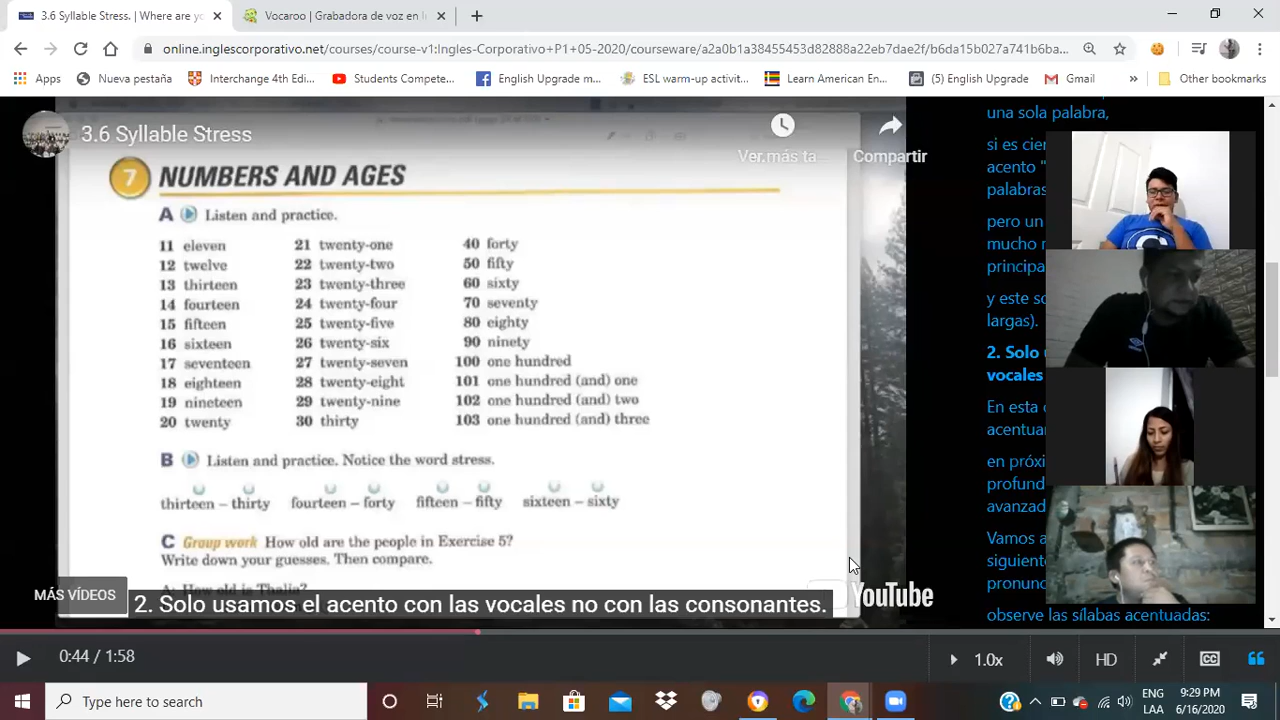 3.6 Syllable Stress. | Where are yo
Vocaroo | Grabadora de voz en l
online.inglescorporativo.net/courses/course-v1:Ingles-Corporativo+P1+05-2020/courseware/a2a0b1a38455453d82888a22eb7dae2f/b6da15b027a741b6ba...
Apps
Nueva pestaña
Interchange 4th Edi...
Students Compete...
English Upgrade m...
ESL warm-up activit...
Learn American En...
(5) English Upgrade
Gmail
»
Other bookmarks
3.6 Syllable Stress
Ver más ta...
Compartir
7 NUMBERS AND AGES
A Listen and practice.
11 eleven 21 twenty-one 40 forty
12 twelve 22 twenty-two 50 fifty
13 thirteen 23 twenty-three 60 sixty
14 fourteen 24 twenty-four 70 seventy
15 fifteen 25 twenty-five 80 eighty
16 sixteen 26 twenty-six 90 ninety
17 seventeen 27 twenty-seven 100 one hundred
18 eighteen 28 twenty-eight 101 one hundred (and) one
19 nineteen 29 twenty-nine 102 one hundred (and) two
20 twenty 30 thirty 103 one hundred (and) three
B Listen and practice. Notice the word stress.
thirteen – thirty fourteen – forty fifteen – fifty sixteen – sixty
C Group work How old are the people in Exercise 5?
Write down your guesses. Then compare.
A: How old is Thalia?
MÁS VÍDEOS
2. Solo usamos el acento con las vocales no con las consonantes.
YouTube
0:44 / 1:58
1.0x
HD
CC
una sola palabra,
si es cier
acento "
palabras
pero un
mucho
principa
y este so
largas).
2. Solo
vocales
En esta
acentuar
en próxi
profund
avanzad
Vamos a
siguiente
pronunc
observe las sílabas acentuadas:
Type here to search
ENG
LAA
9:29 PM
6/16/2020